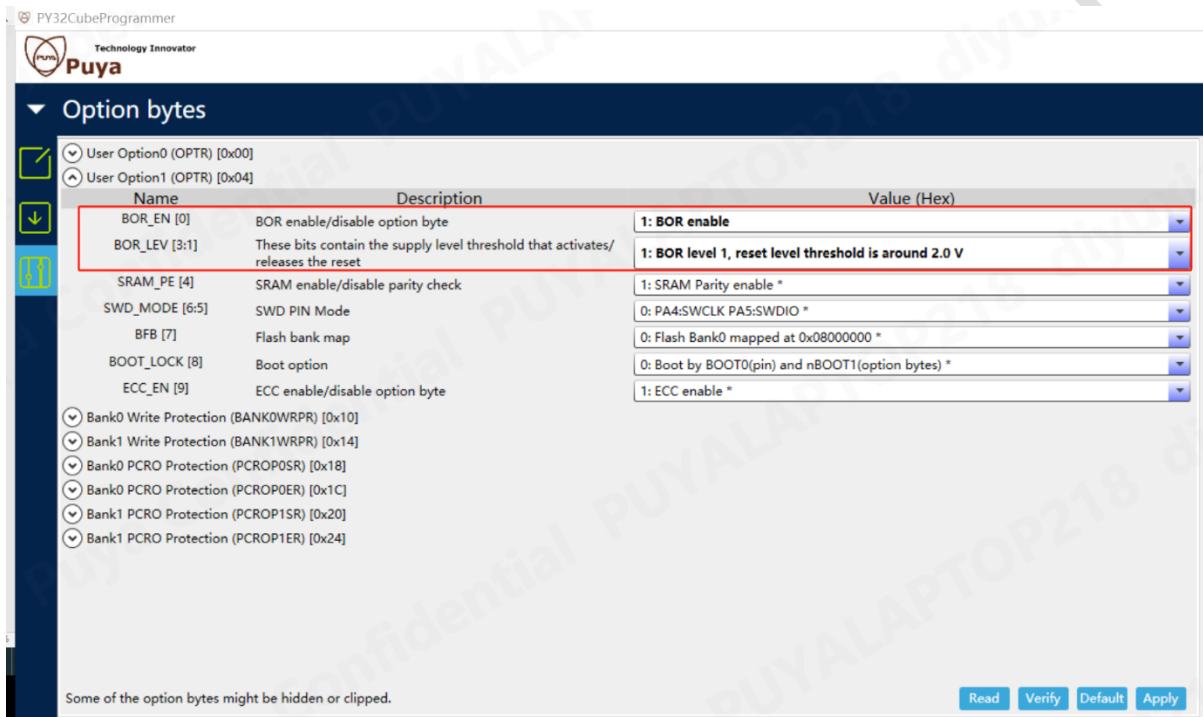 PY32CubeProgrammer
Technology Innovator
PUYA
Puya
Option bytes
User Option0 (OPTR) [0x00]
User Option1 (OPTR) [0x04]
Name Description Value (Hex)
BOR_EN [0] BOR enable/disable option byte 1: BOR enable
BOR_LEV [3:1] These bits contain the supply level threshold that activates/
releases the reset 1: BOR level 1, reset level threshold is around 2.0 V
SRAM_PE [4] SRAM enable/disable parity check 1: SRAM Parity enable *
SWD_MODE [6:5] SWD PIN Mode 0: PA4:SWCLK PA5:SWDIO *
BFB [7] Flash bank map 0: Flash Bank0 mapped at 0x08000000 *
BOOT_LOCK [8] Boot option 0: Boot by BOOT0(pin) and nBOOT1(option bytes) *
ECC_EN [9] ECC enable/disable option byte 1: ECC enable *
Bank0 Write Protection (BANK0WRPR) [0x10]
Bank1 Write Protection (BANK1WRPR) [0x14]
Bank0 PCRO Protection (PCROP0SR) [0x18]
Bank0 PCRO Protection (PCROP0ER) [0x1C]
Bank1 PCRO Protection (PCROP1SR) [0x20]
Bank1 PCRO Protection (PCROP1ER) [0x24]
Puya Confidential PUYALAPTOP218 diyuxi
Some of the option bytes might be hidden or clipped. Read Verify Default Apply